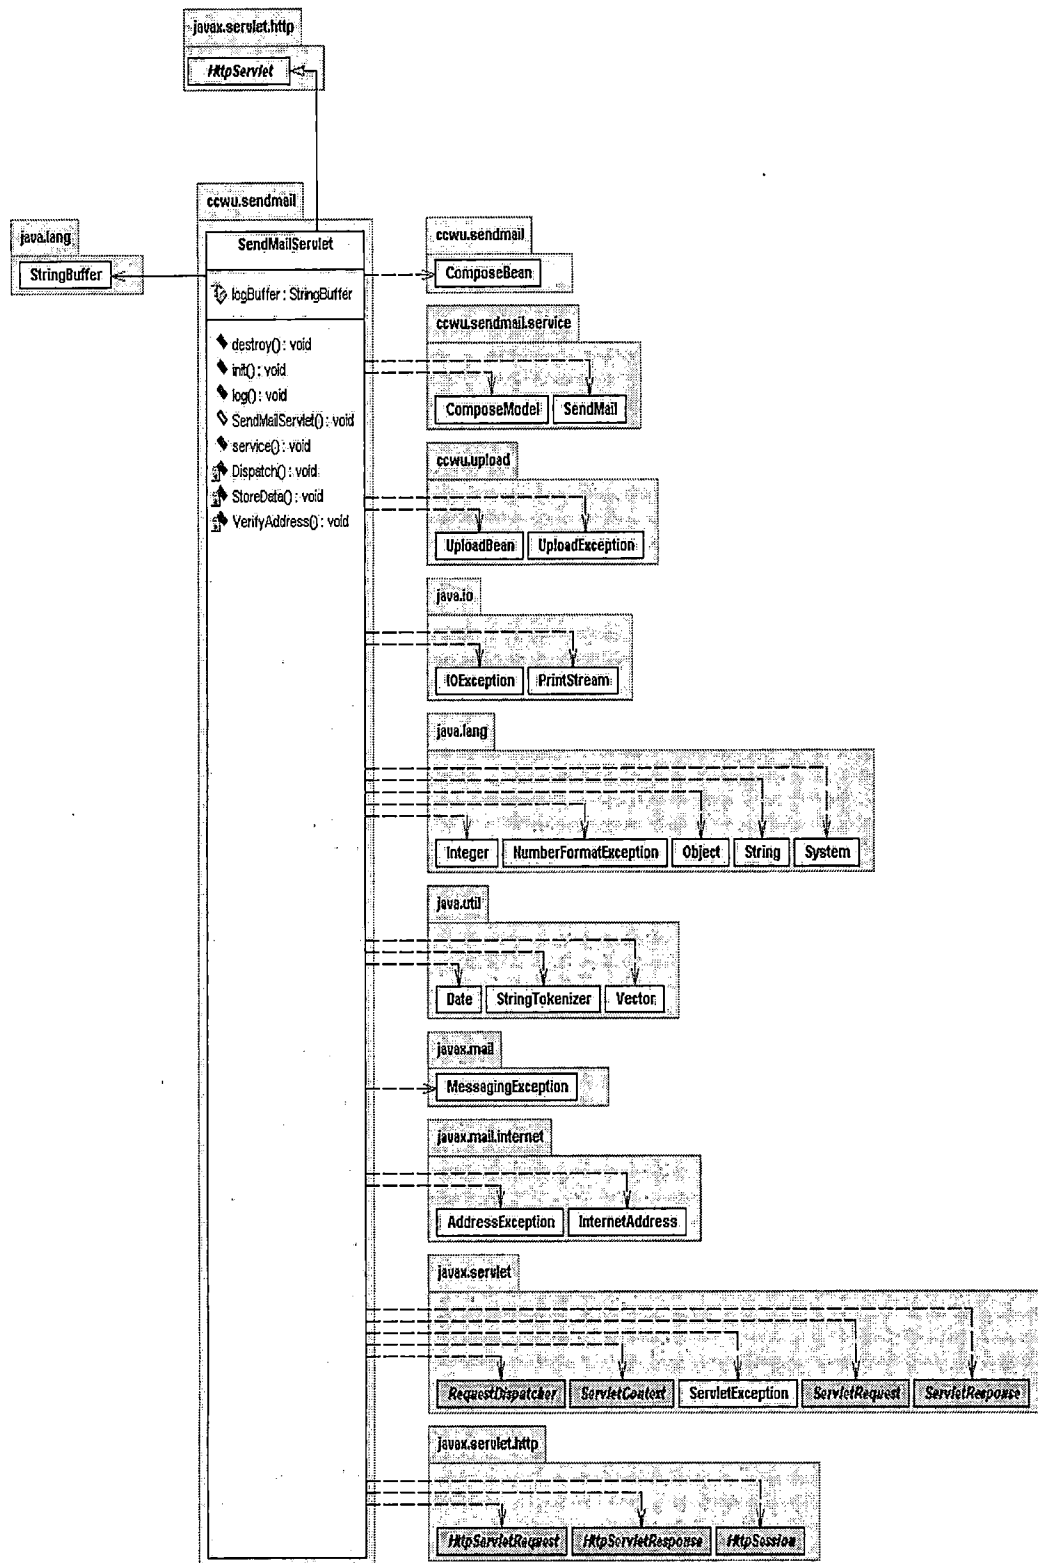 javax.servlet.http
HttpServlet
ccwu.sendmail
java.lang
StringBuffer
SendMailServlet
logBuffer : StringBuffer
destroy() : void
init() : void
log() : void
SendMailServlet() : void
service() : void
Dispatch() : void
StoreData() : void
VerifyAddress() : void
ccwu.sendmail
ComposeBean
ccwu.sendmail.service
ComposeModel SendMail
ccwu.upload
UploadBean UploadException
java.io
IOException PrintStream
java.lang
Integer NumberFormatException Object String System
java.util
Date StringTokenizer Vector
javax.mail
MessagingException
javax.mail.internet
AddressException InternetAddress
javax.servlet
RequestDispatcher ServletContext ServletException ServletRequest ServletResponse
javax.servlet.http
HttpServletRequest HttpServletResponse HttpSession